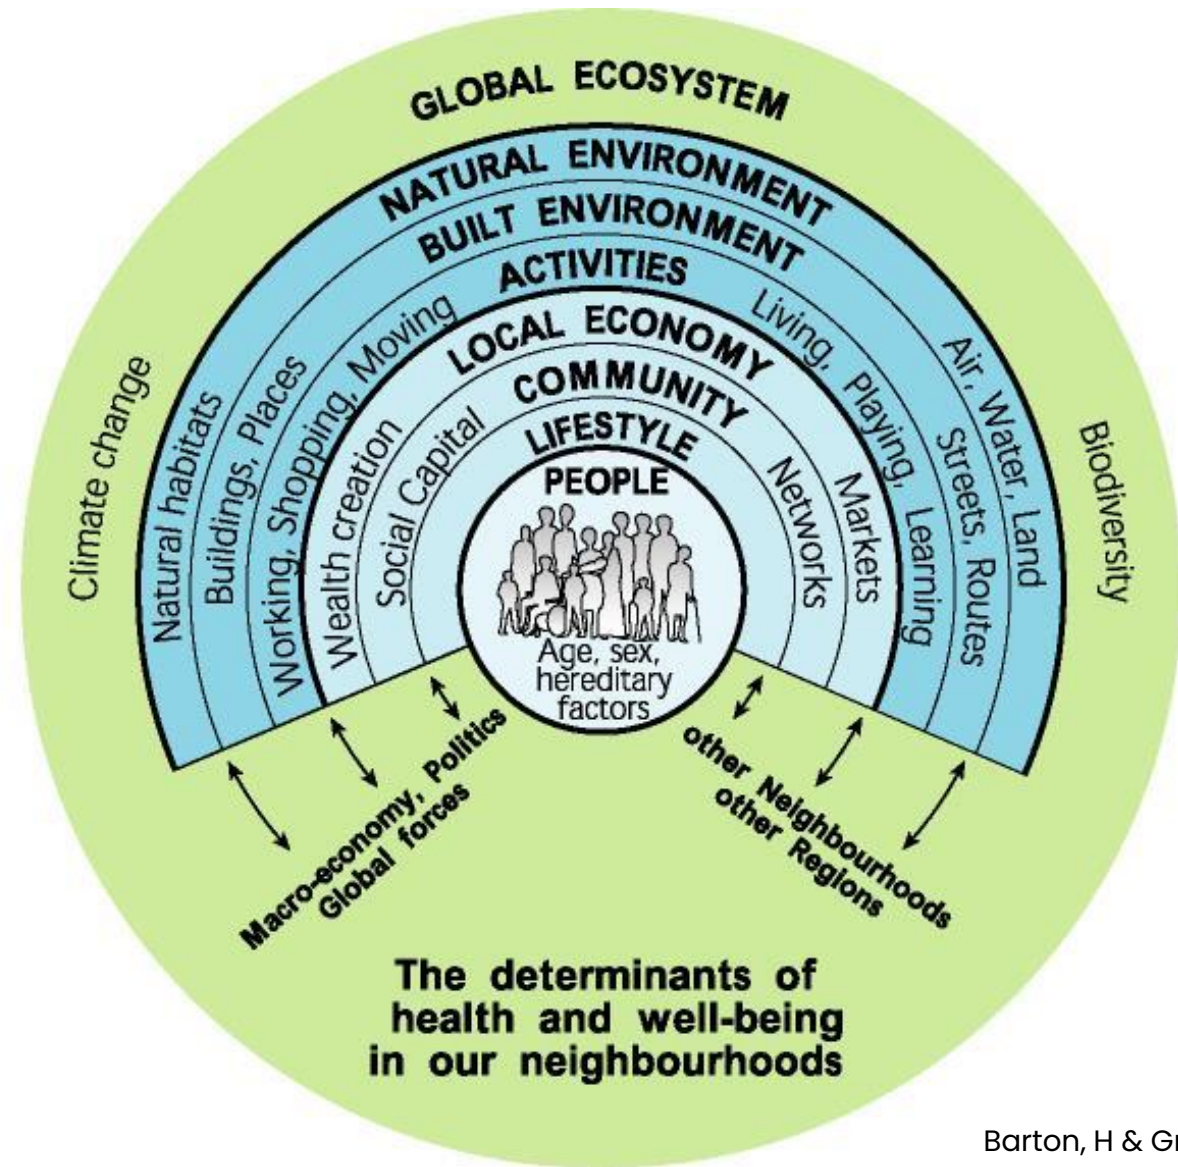 GLOBAL ECOSYSTEM
NATURAL ENVIRONMENT
BUILT ENVIRONMENT
ACTIVITIES
LOCAL ECONOMY
COMMUNITY
LIFESTYLE
PEOPLE
Age, sex,
hereditary
factors
Climate change
Natural habitats
Buildings, Places
Working, Shopping, Moving
Wealth creation
Social Capital
Networks
Markets
Living, Playing, Learning
Streets, Routes
Air, Water, Land
Biodiversity
Macro-economy, Politics
Global forces
other Neighbourhoods
other Regions
The determinants of
health and well-being
in our neighbourhoods
Barton, H &